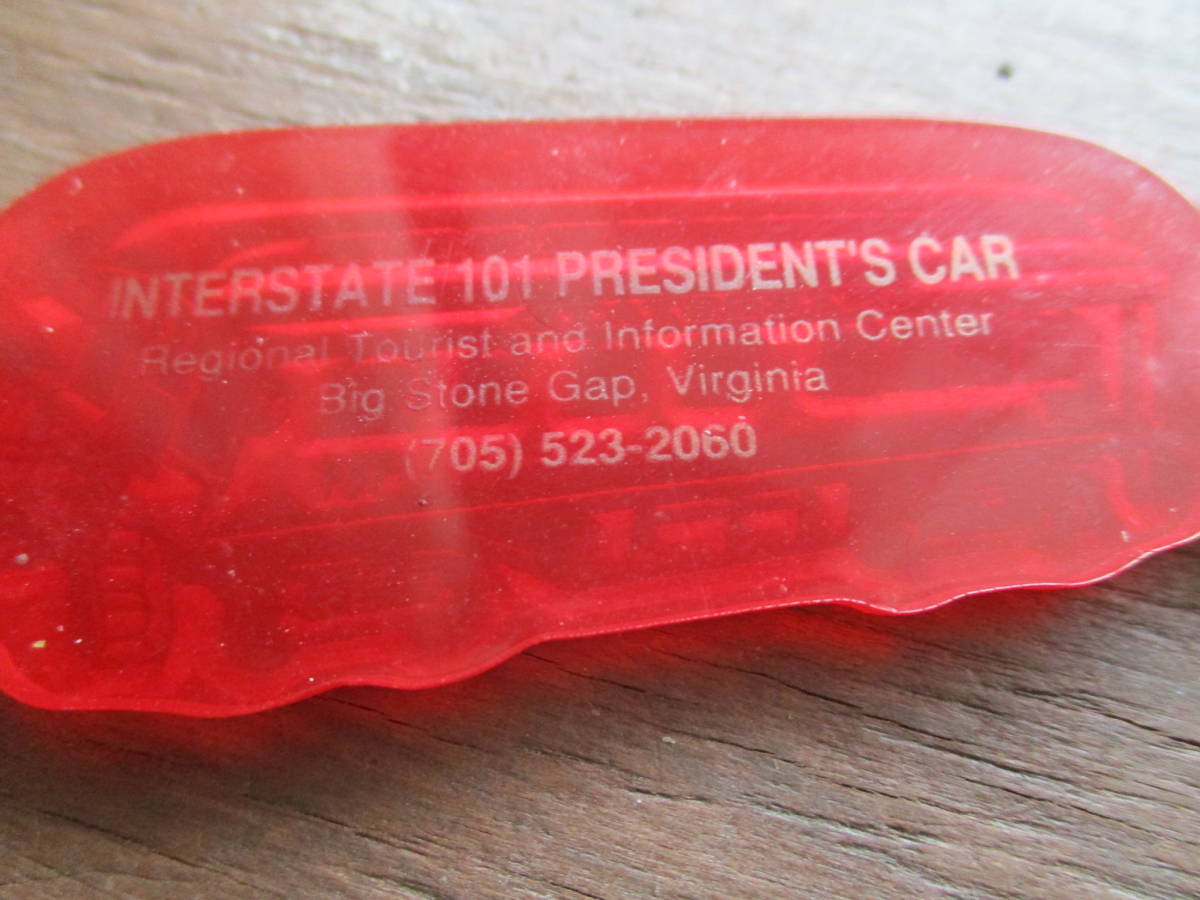 INTERSTATE 101 PRESIDENT'S CAR
Regional Tourist and Information Center
Big Stone Gap, Virginia
(705) 523-2060